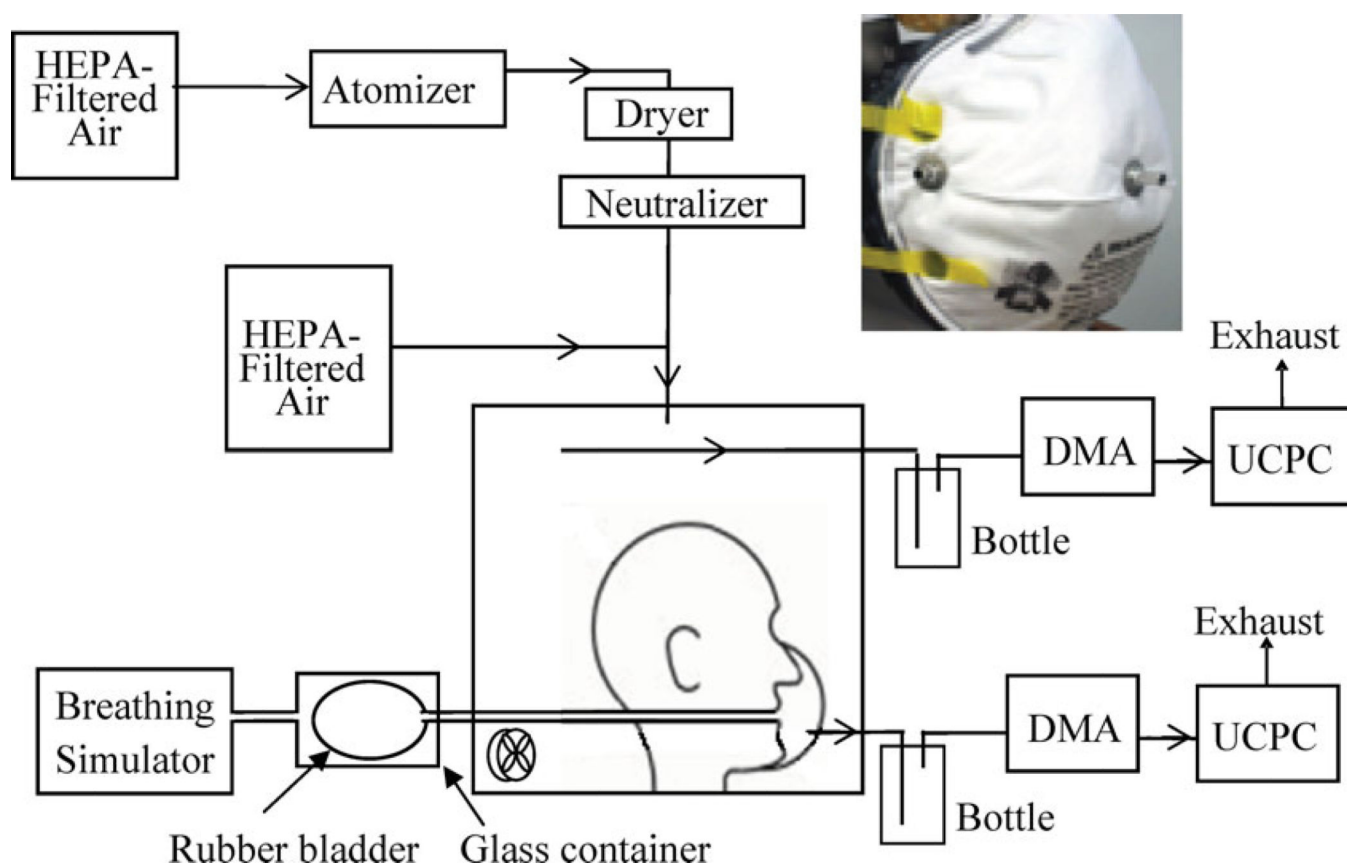 HEPA-
Filtered
Air
Atomizer
Dryer
Neutralizer
HEPA-
Filtered
Air
Exhaust
DMA
UCPC
Bottle
Exhaust
Breathing
Simulator
DMA
UCPC
Bottle
Rubber bladder
Glass container